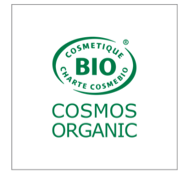 COSMETIQUE
®
BIO
CHARTE COSMEBIO
COSMOS
ORGANIC